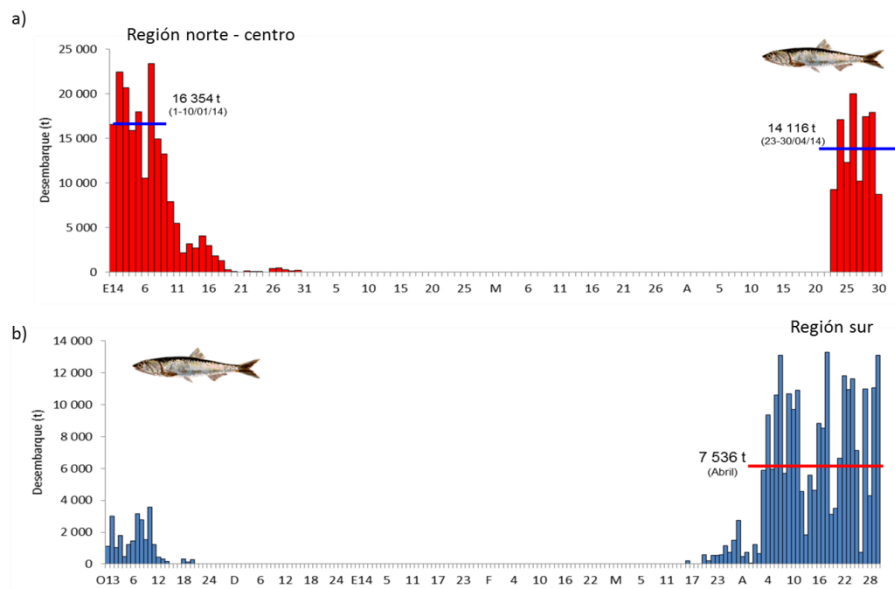 a)
Región norte - centro
25 000
20 000
15 000
10 000
5 000
0
Desembarque (t)
16 354 t
(1-10/01/14)
14 116 t
(23-30/04/14)
E14 6 11 16 21 26 31 5 10 15 20 25 M 6 11 16 21 26 A 5 10 15 20 25 30
b)
Región sur
14 000
12 000
10 000
8 000
6 000
4 000
2 000
0
Desembarque (t)
7 536 t
(Abril)
O13 6 12 18 24 D 6 12 18 24 E14 5 11 17 23 F 4 10 16 22 M 5 11 17 23 A 4 10 16 22 28